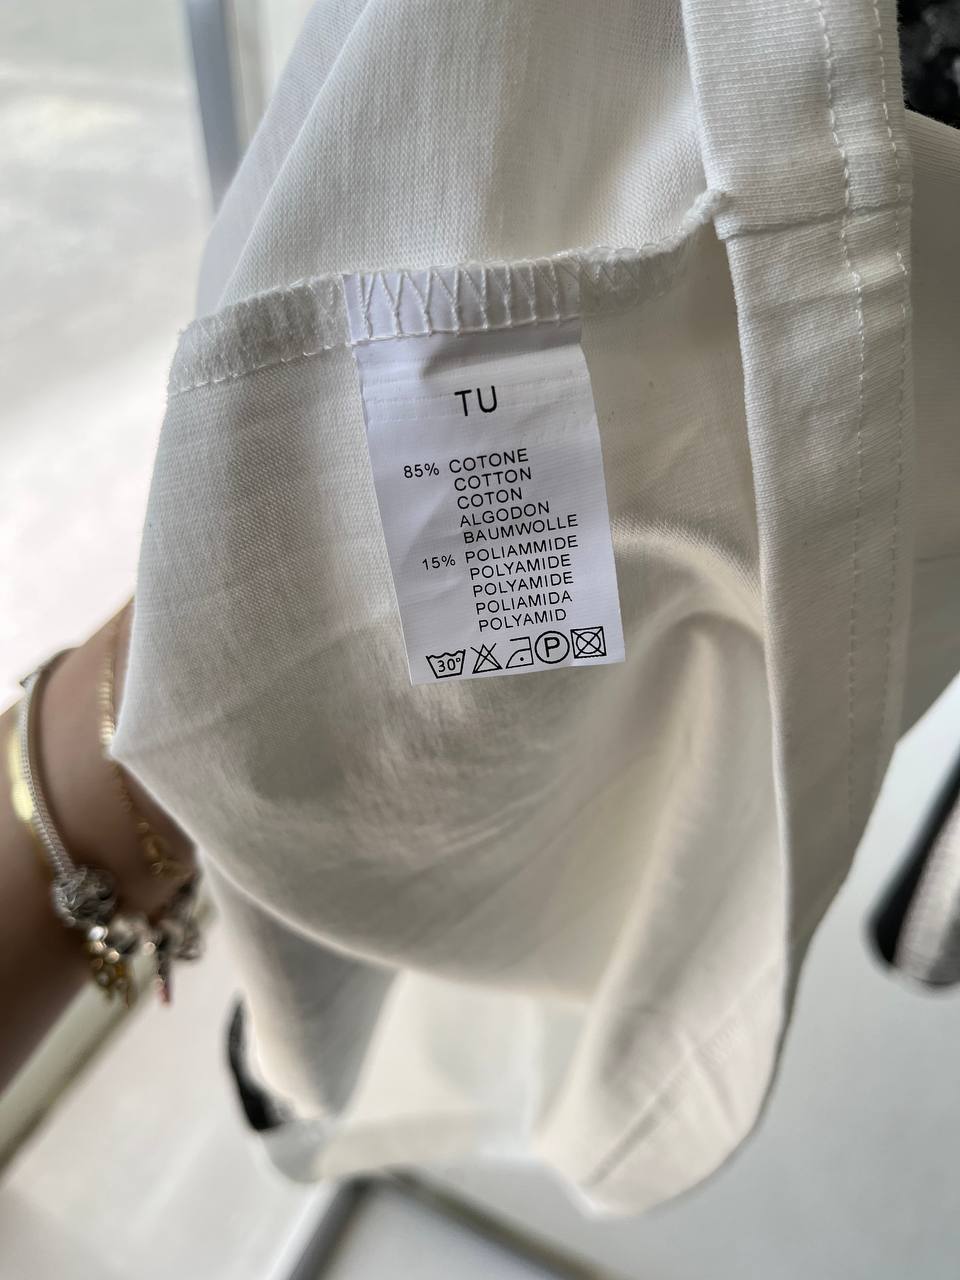 TU
85% COTONE
COTTON
COTON
ALGODON
BAUMWOLLE
15% POLIAMMIDE
POLYAMIDE
POLYAMIDE
POLIAMIDA
POLYAMID
30° P